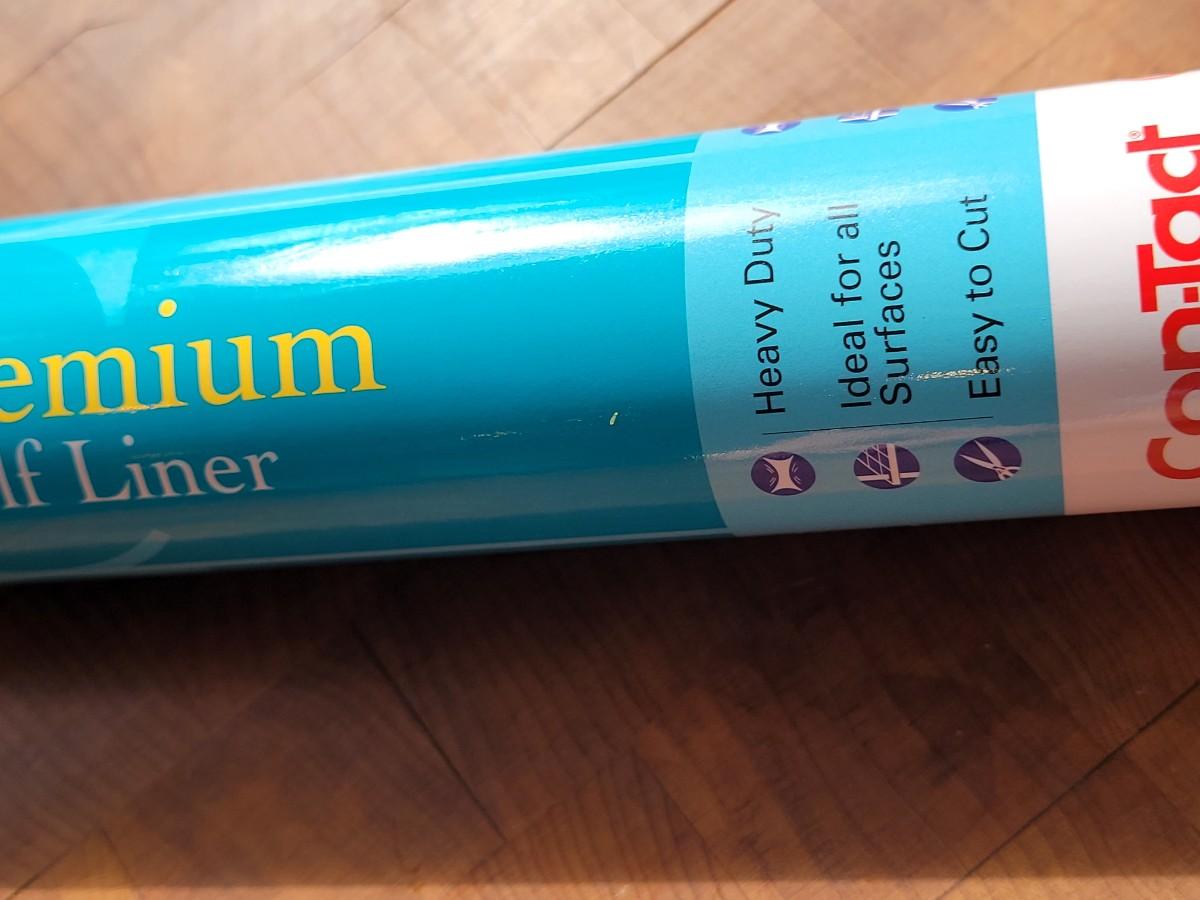 emium
lf Liner
Heavy Duty
Ideal for all
Surfaces
Easy to Cut
Con-Tact®